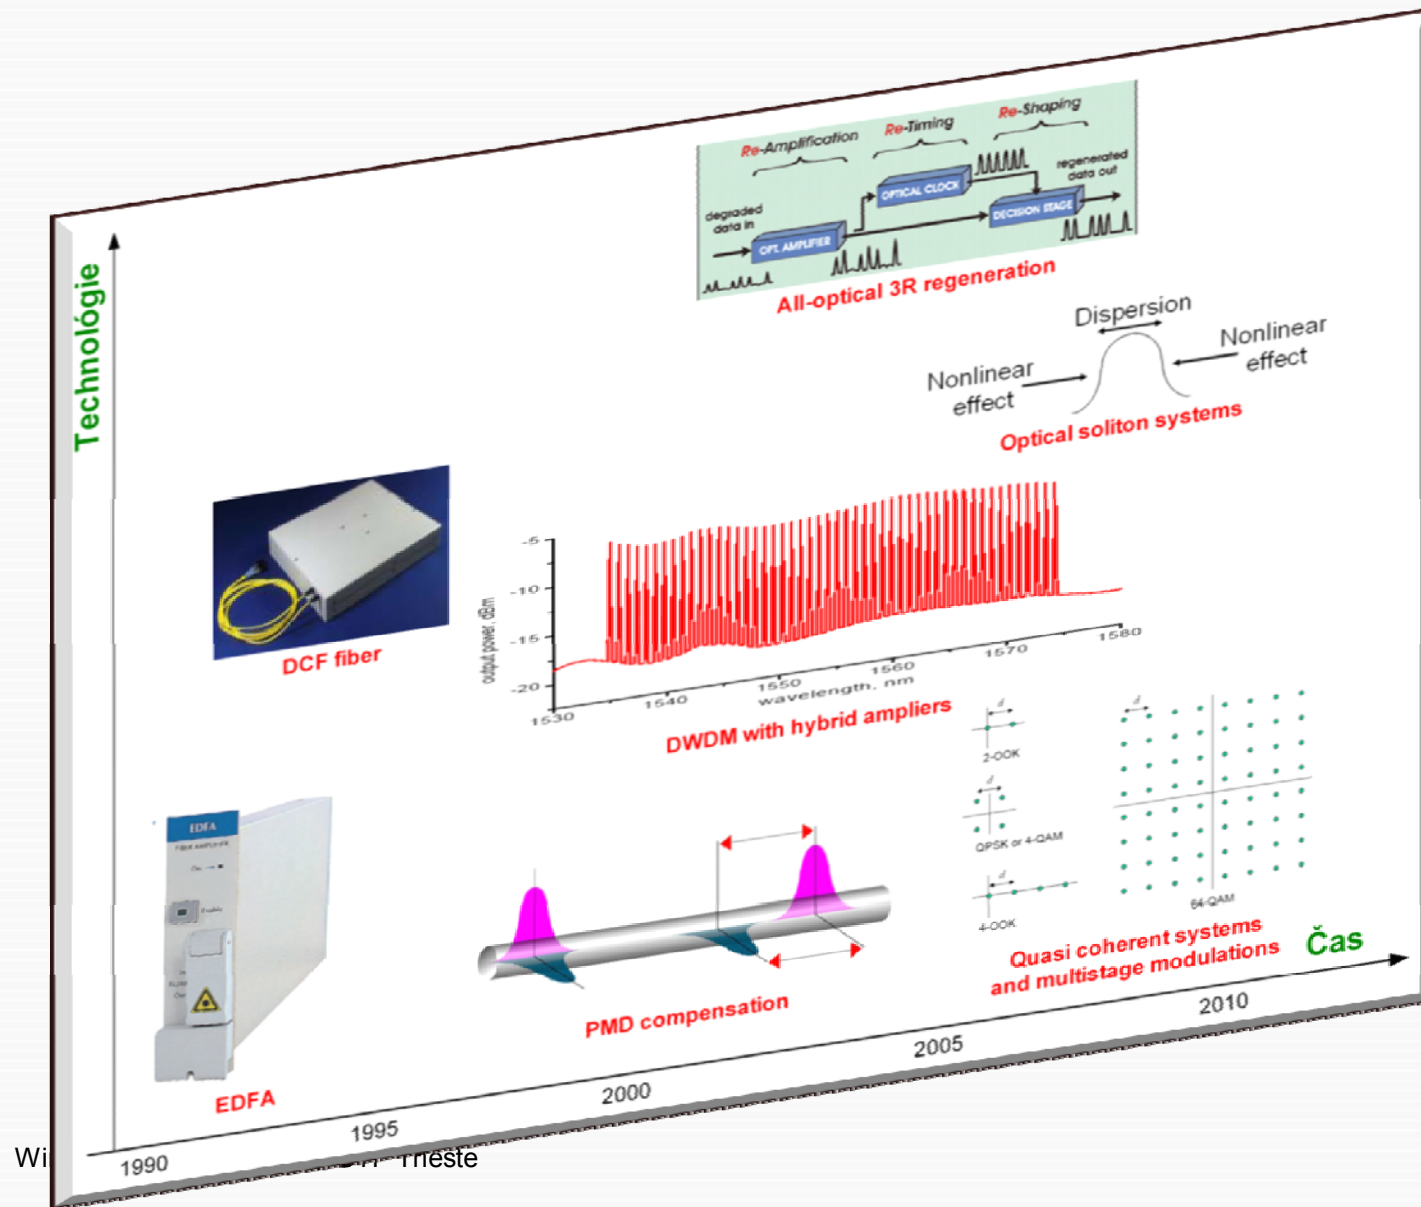 Technológie
Re-Amplification
Re-Timing
Re-Shaping
degraded
data in
OPT. AMPLIFIER
OPTICAL CLOCK
DECISION STAGE
regenerated
data out
All-optical 3R regeneration
Dispersion
Nonlinear
effect
Nonlinear
effect
Optical soliton systems
DCF fiber
output power, dBm
-5
-10
-15
-20
1530
1540
1550
1560
1570
1580
wavelength, nm
DWDM with hybrid ampliers
d
2-OOK
d
QPSK or 4-QAM
d
4-OOK
d
64-QAM
Quasi coherent systems
and multistage modulations
EDFA
EDFA
PMD compensation
Čas
1990
1995
2000
2005
2010
Trieste